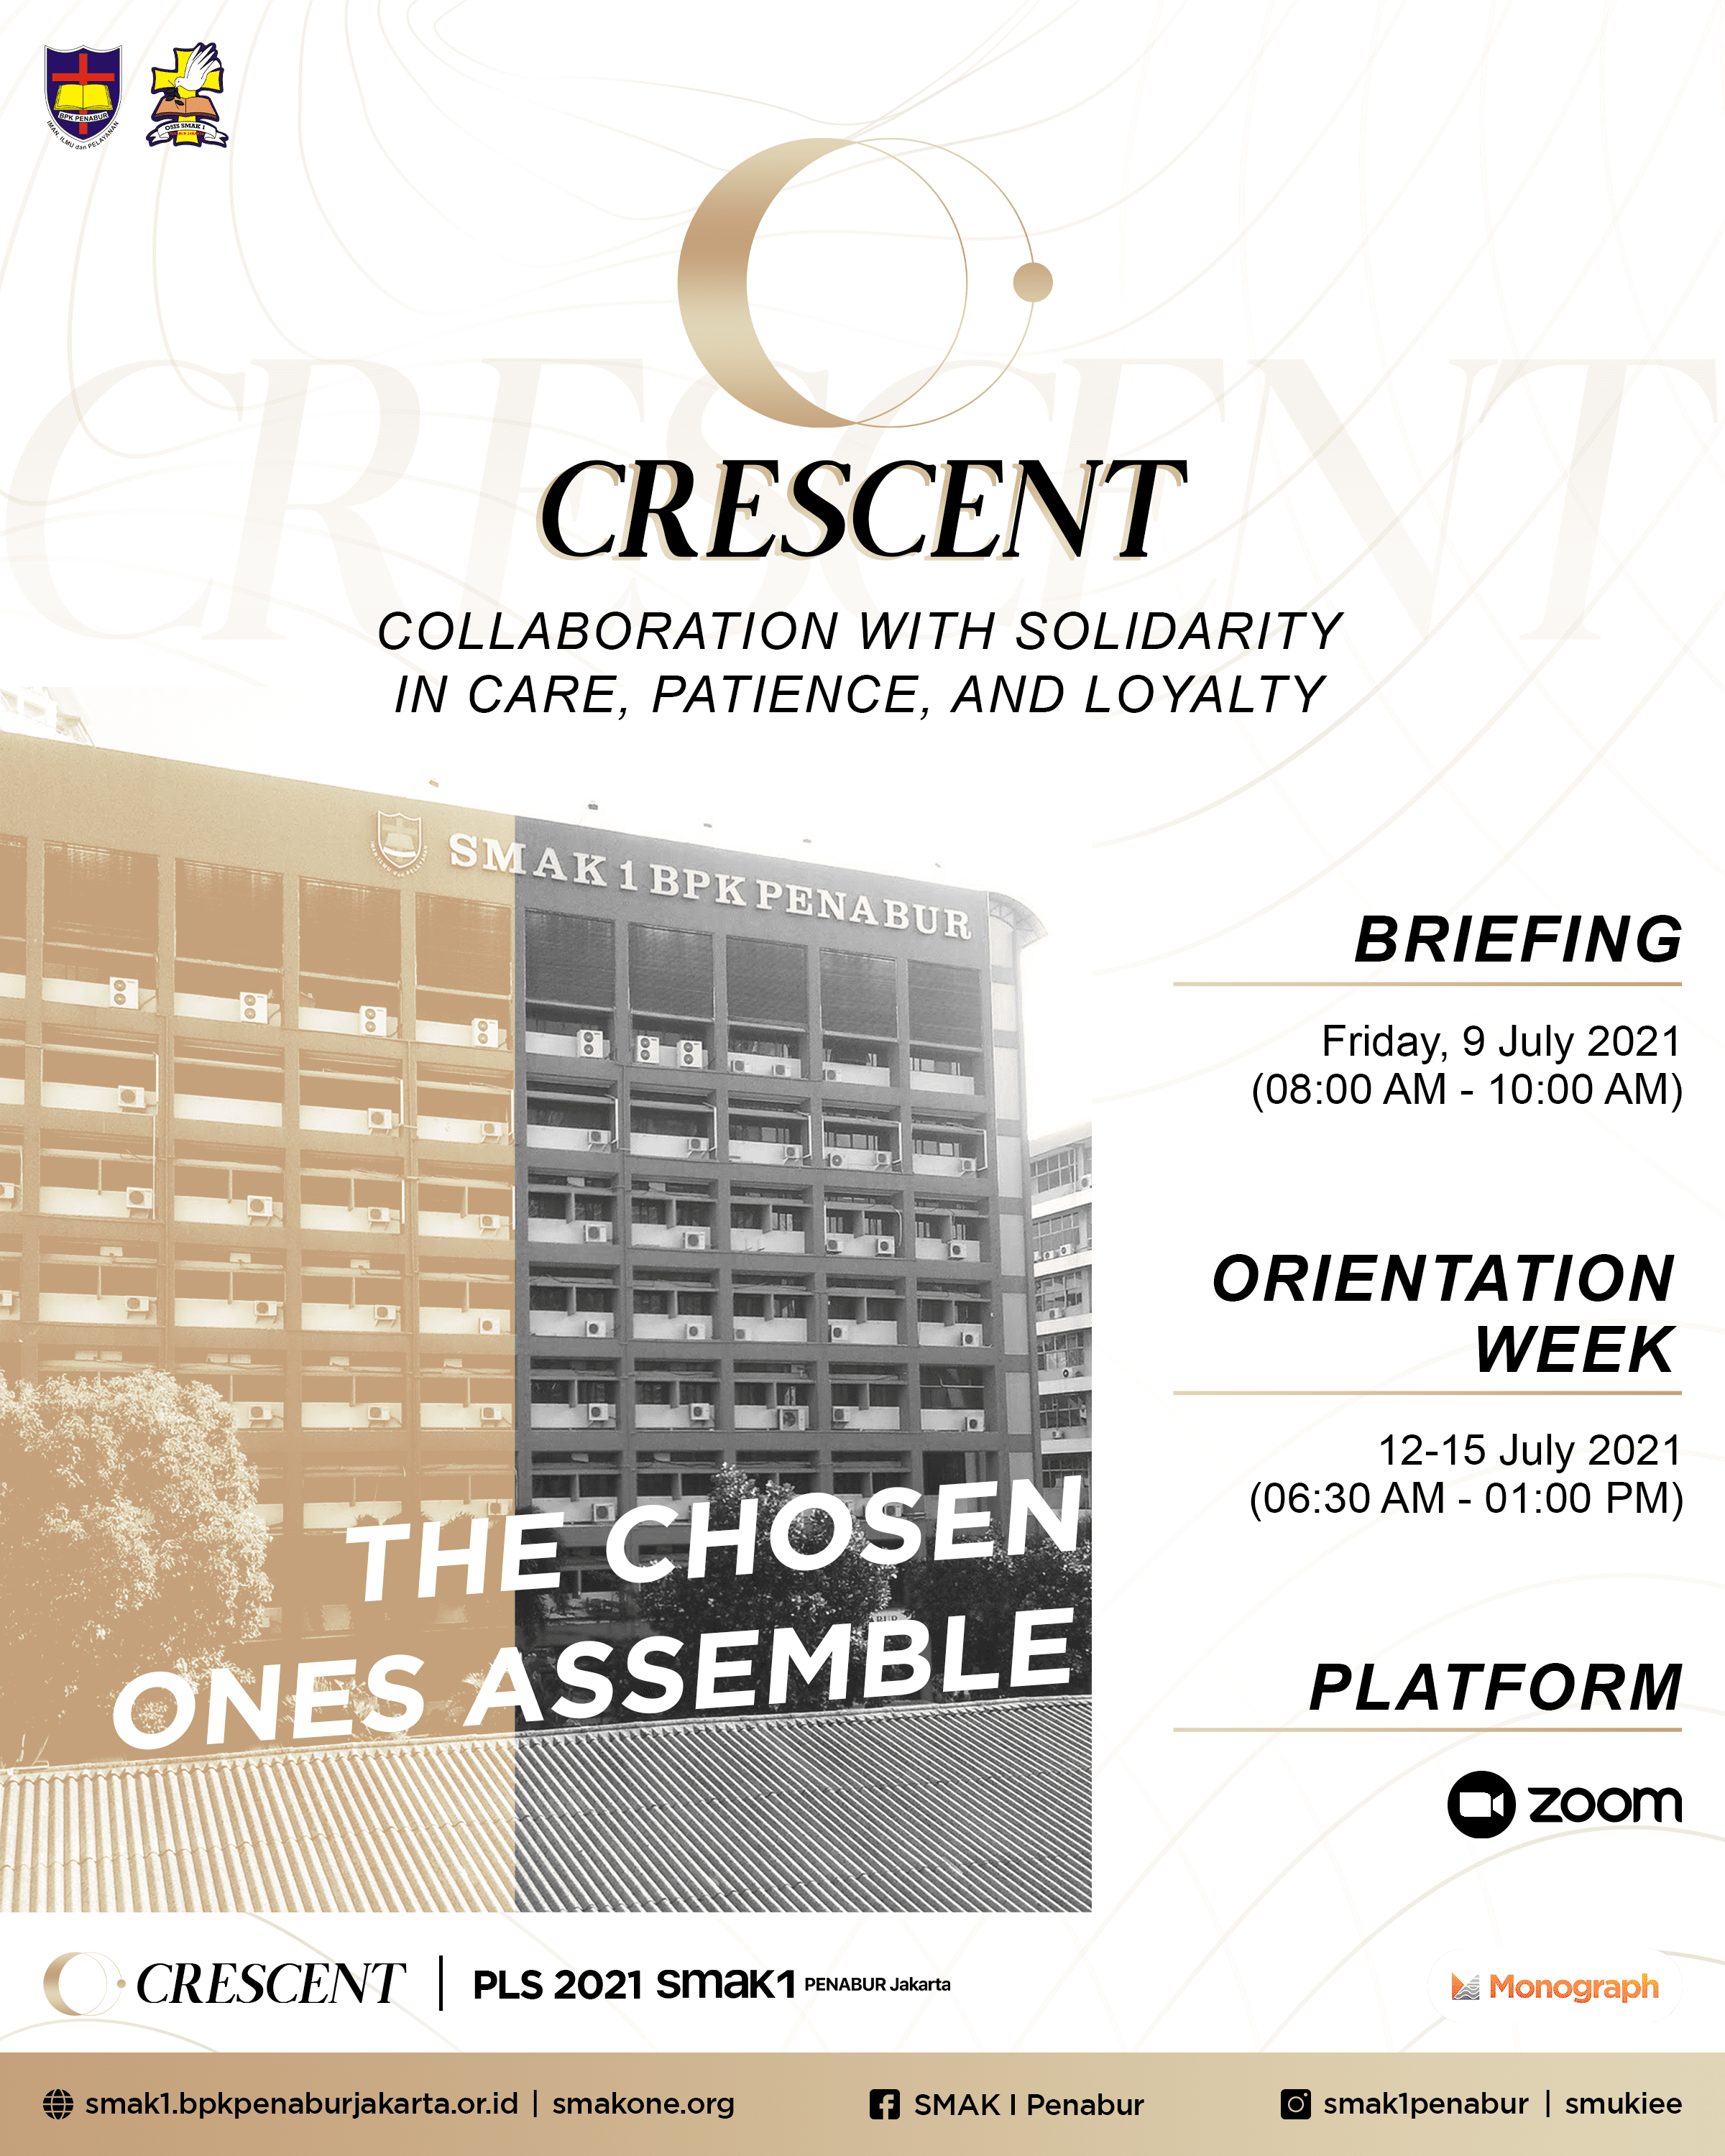 BPK PENABUR
IMAN, ILMU dan PELAYANAN
OSIS SMAK 1
CRESCENT
CRESCENT
COLLABORATION WITH SOLIDARITY
IN CARE, PATIENCE, AND LOYALTY
SMAK 1 BPK PENABUR
BRIEFING
Friday, 9 July 2021
(08:00 AM - 10:00 AM)
ORIENTATION
WEEK
12-15 July 2021
(06:30 AM - 01:00 PM)
THE CHOSEN
ONES ASSEMBLE
PLATFORM
zoom
CRESCENT | PLS 2021 smak1 PENABUR Jakarta
Monograph
smak1.bpkpenaburjakarta.or.id | smakone.org
SMAK I Penabur
smak1penabur | smukiee